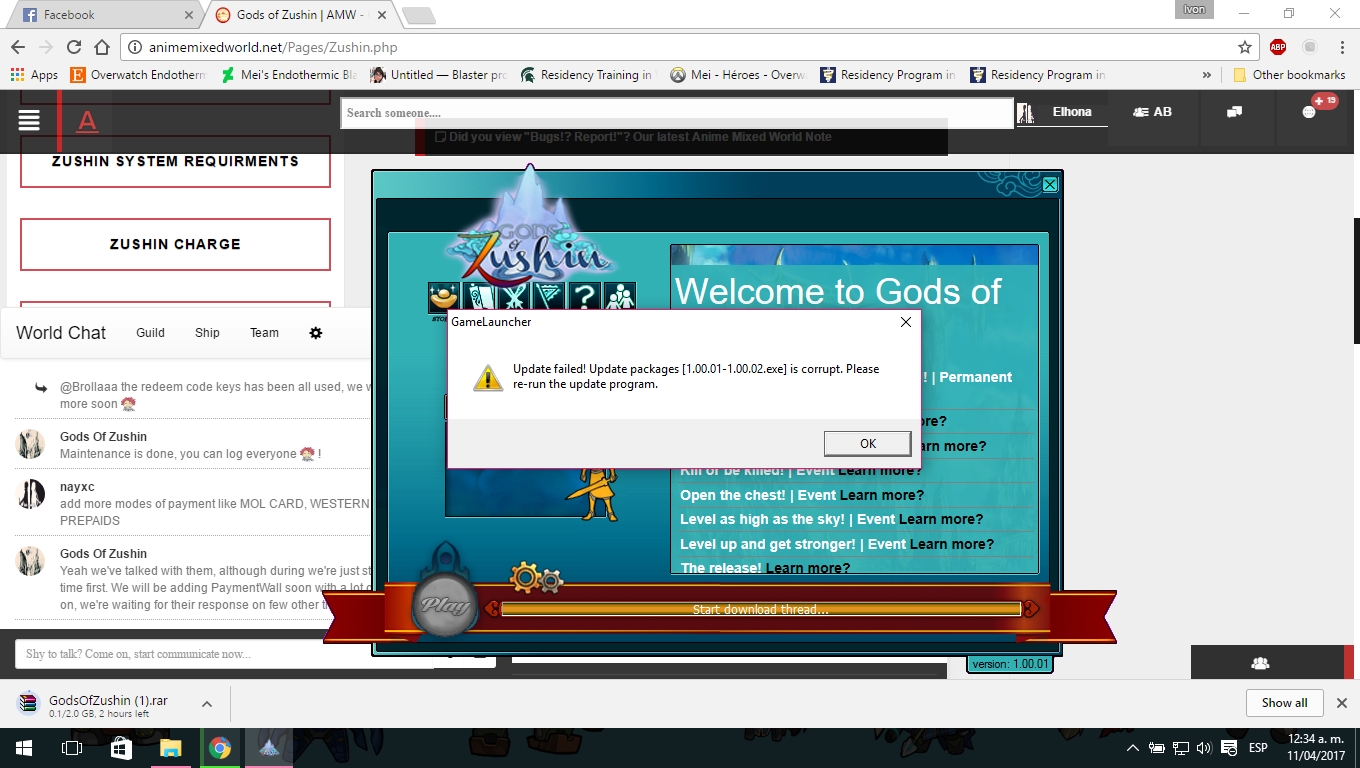 Facebook
Gods of Zushin | AMW -
Ivon
animemixedworld.net/Pages/Zushin.php
ABP
Apps
Overwatch Endotherm
Mei's Endothermic Bla
Untitled — Blaster pro
Residency Training in
Mei - Héroes - Overw
Residency Program in
Residency Program in
»
Other bookmarks
A
Search someone....
Elhona
AB
+ 19
Did you view "Bugs!? Report!"? Our latest Anime Mixed World Note
ZUSHIN SYSTEM REQUIRMENTS
ZUSHIN CHARGE
World Chat
Guild
Ship
Team
@Brollaaa the redeem code keys has been all used, we w
more soon
Gods Of Zushin
Maintenance is done, you can log everyone !
nayxc
add more modes of payment like MOL CARD, WESTERN
PREPAIDS
Gods Of Zushin
Yeah we've talked with them, although during we're just st
time first. We will be adding PaymentWall soon with a lot o
on, we're waiting for their response on few other t
Shy to talk? Come on, start communicate now...
GODS
of
Zushin
Welcome to Gods of
! | Permanent
ore?
arn more?
Kill or be killed! | Event Learn more?
Open the chest! | Event Learn more?
Level as high as the sky! | Event Learn more?
Level up and get stronger! | Event Learn more?
The release! Learn more?
GameLauncher
Update failed! Update packages [1.00.01-1.00.02.exe] is corrupt. Please
re-run the update program.
OK
Play
Start download thread...
version: 1.00.01
GodsOfZushin (1).rar
0.1/2.0 GB, 2 hours left
Show all
ESP
12:34 a. m.
11/04/2017